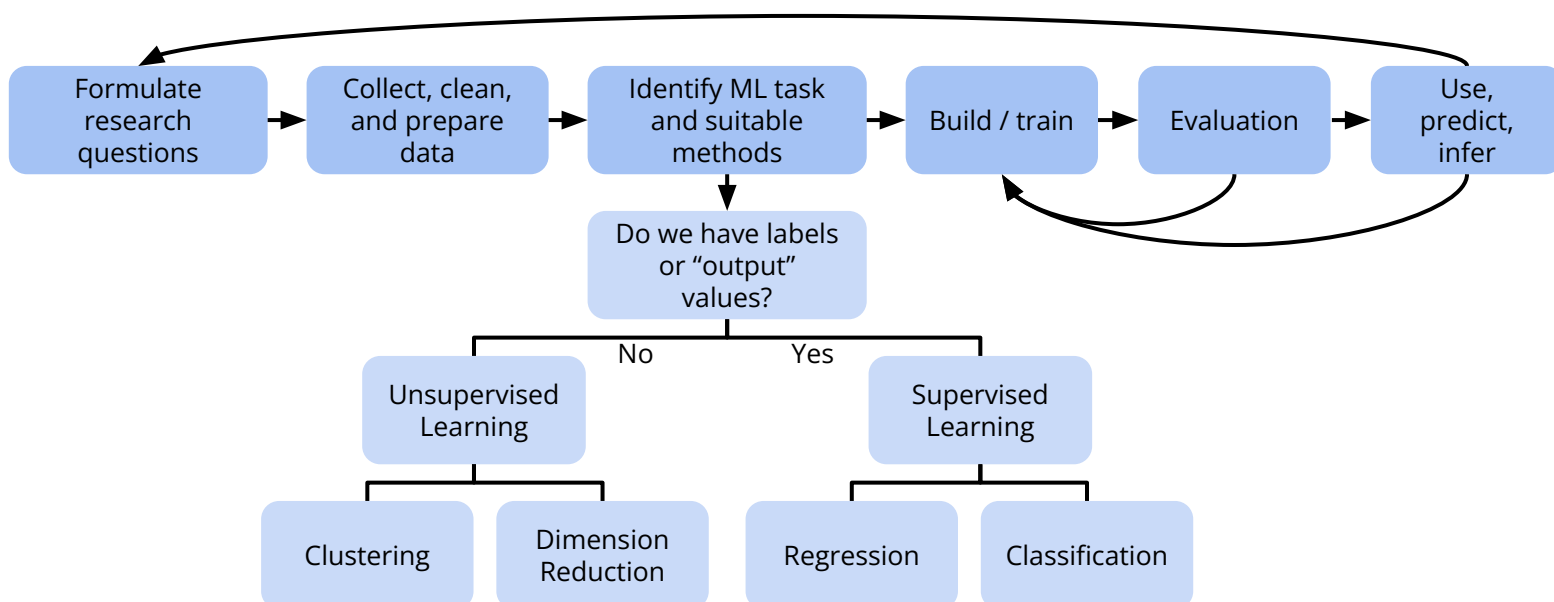 Formulate
research
questions
Collect, clean,
and prepare
data
Identify ML task
and suitable
methods
Build / train
Evaluation
Use,
predict,
infer
Do we have labels
or “output”
values?
No
Yes
Unsupervised
Learning
Supervised
Learning
Clustering
Dimension
Reduction
Regression
Classification